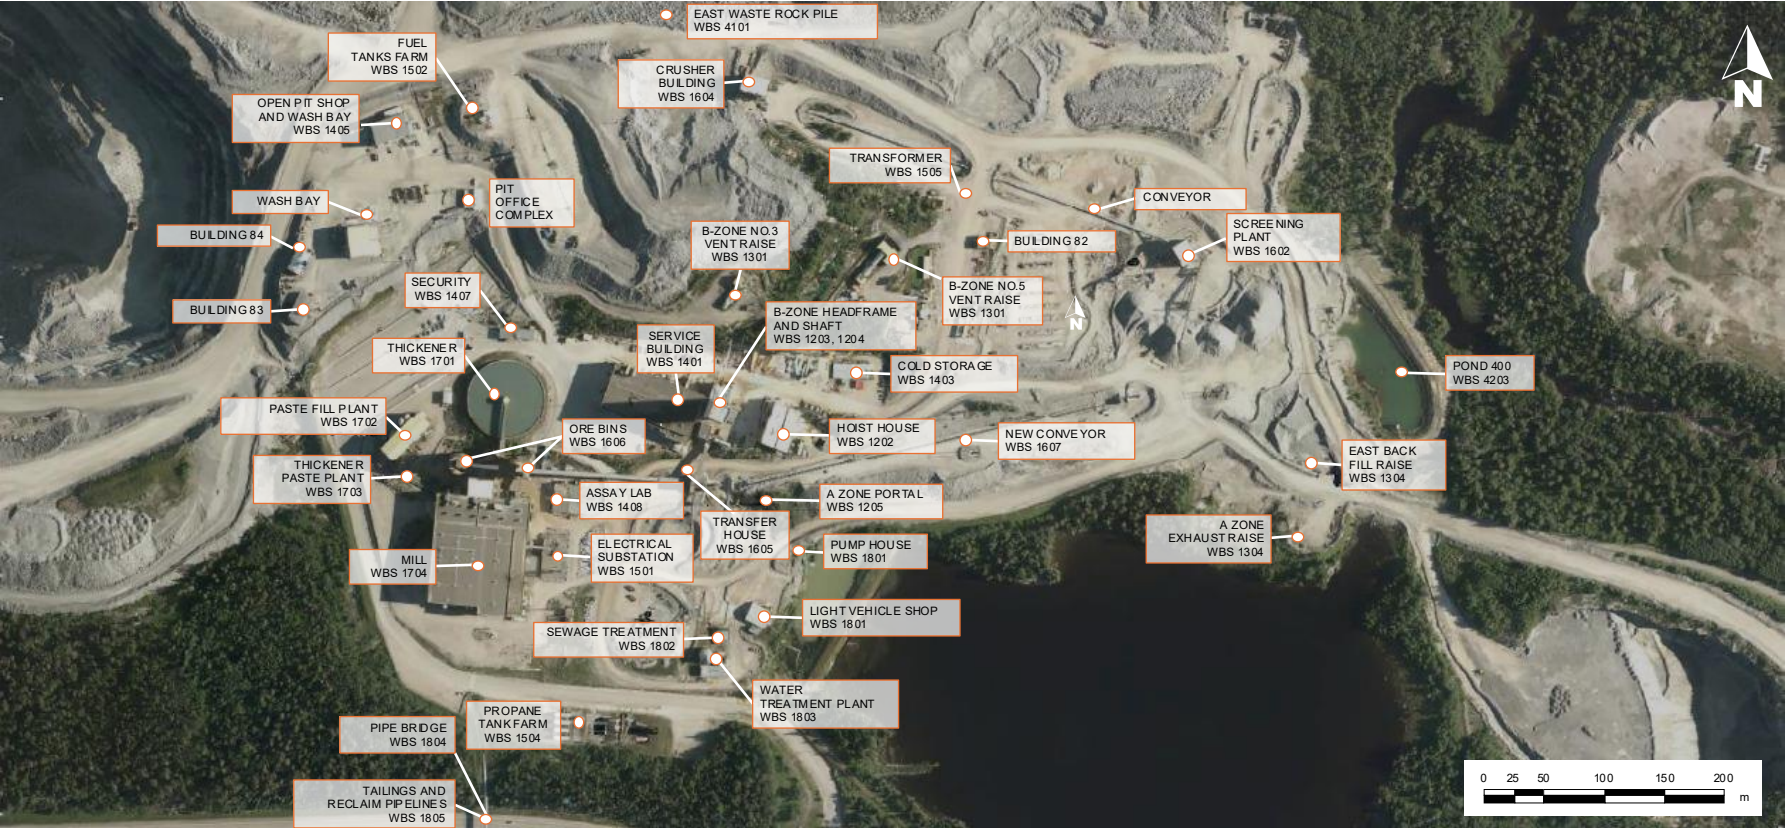 EAST WASTE ROCK PILE
WBS 4101
FUEL
TANKS FARM
WBS 1502
CRUSHER
BUILDING
WBS 1604
N
OPEN PIT SHOP
AND WASH BAY
WBS 1405
TRANSFORMER
WBS 1505
PIT
OFFICE
COMPLEX
WASH BAY
CONVEYOR
BUILDING 84
B-ZONE NO.3
VENT RAISE
WBS 1301
BUILDING 82
SCREENING
PLANT
WBS 1602
SECURITY
WBS 1407
B-ZONE NO.5
VENT RAISE
WBS 1301
N
BUILDING 83
B-ZONE HEADFRAME
AND SHAFT
WBS 1203, 1204
SERVICE
BUILDING
WBS 1401
THICKENER
WBS 1701
COLD STORAGE
WBS 1403
POND 400
WBS 4203
PASTE FILL PLANT
WBS 1702
ORE BINS
WBS 1606
HOIST HOUSE
WBS 1202
NEW CONVEYOR
WBS 1607
EAST BACK
FILL RAISE
WBS 1304
THICKENER
PASTE PLANT
WBS 1703
ASSAY LAB
WBS 1408
A ZONE PORTAL
WBS 1205
TRANSFER
HOUSE
WBS 1605
A ZONE
EXHAUST RAISE
WBS 1304
MILL
WBS 1704
ELECTRICAL
SUBSTATION
WBS 1501
PUMP HOUSE
WBS 1801
LIGHT VEHICLE SHOP
WBS 1801
SEWAGE TREATMENT
WBS 1802
WATER
TREATMENT PLANT
WBS 1803
PROPANE
TANK FARM
WBS 1504
PIPE BRIDGE
WBS 1804
TAILINGS AND
RECLAIM PIPELINES
WBS 1805
0 25 50 100 150 200
m